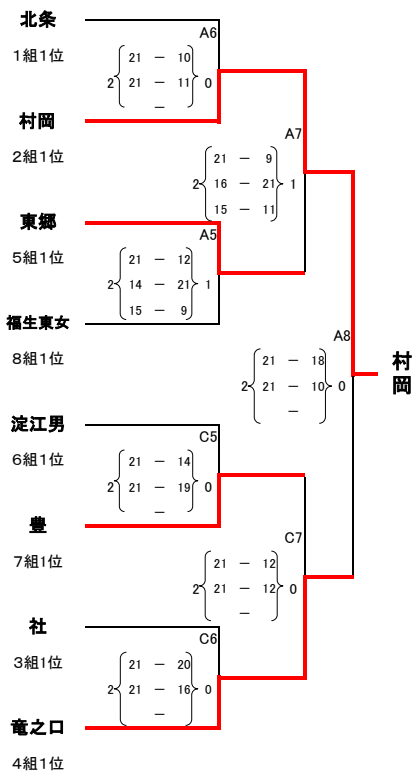 北条
A6
1組1位
21 － 10
2 21 － 11 0
－
村岡
2組1位
A7
21 － 9
2 16 － 21 1
15 － 11
東郷
A5
5組1位
21 － 12
2 14 － 21 1
15 － 9
福生東女
8組1位
A8
21 － 18
2 21 － 10 0
－
村岡
淀江男
C5
6組1位
21 － 14
2 21 － 19 0
－
豊
7組1位
C7
21 － 12
2 21 － 12 0
－
社
C6
3組1位
21 － 20
2 21 － 16 0
－
竜之口
4組1位